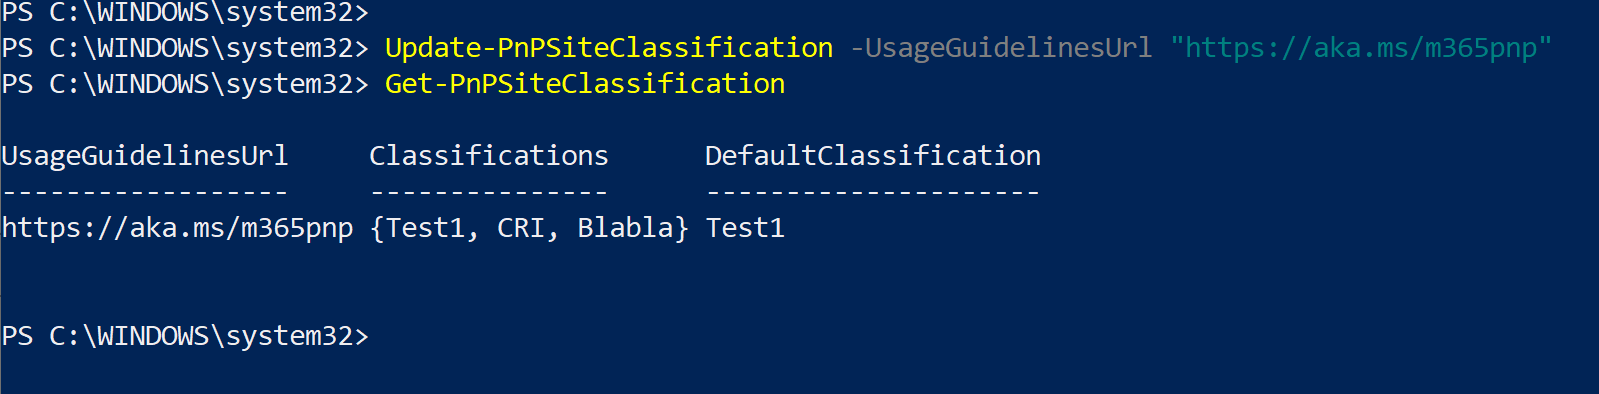 PS C:\WINDOWS\system32>
PS C:\WINDOWS\system32> Update-PnPSiteClassification -UsageGuidelinesUrl "https://aka.ms/m365pnp"
PS C:\WINDOWS\system32> Get-PnPSiteClassification
UsageGuidelinesUrl     Classifications      DefaultClassification
------------------     ---------------      ---------------------
https://aka.ms/m365pnp {Test1, CRI, Blabla} Test1
PS C:\WINDOWS\system32>